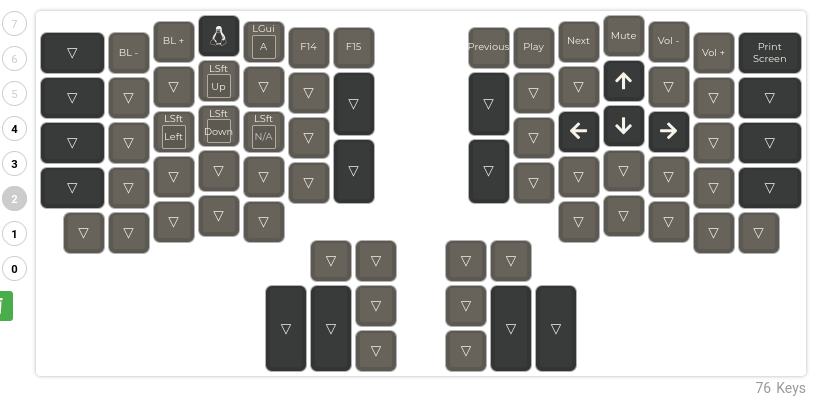 7
6
5
4
3
2
1
0
BL -
BL +
LGui
A
F14
F15
LSft
Up
LSft
Left
LSft
Down
LSft
N/A
Previous
Play
Next
Mute
Vol -
Vol +
Print
Screen
76 Keys